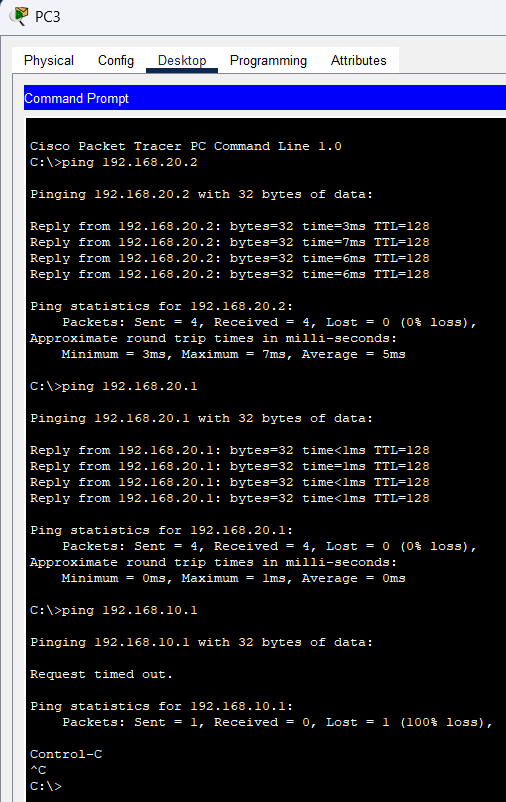 PC3
Physical Config Desktop Programming Attributes
Command Prompt
Cisco Packet Tracer PC Command Line 1.0
C:\>ping 192.168.20.2
Pinging 192.168.20.2 with 32 bytes of data:
Reply from 192.168.20.2: bytes=32 time=3ms TTL=128
Reply from 192.168.20.2: bytes=32 time=7ms TTL=128
Reply from 192.168.20.2: bytes=32 time=6ms TTL=128
Reply from 192.168.20.2: bytes=32 time=6ms TTL=128
Ping statistics for 192.168.20.2:
    Packets: Sent = 4, Received = 4, Lost = 0 (0% loss),
Approximate round trip times in milli-seconds:
    Minimum = 3ms, Maximum = 7ms, Average = 5ms
C:\>ping 192.168.20.1
Pinging 192.168.20.1 with 32 bytes of data:
Reply from 192.168.20.1: bytes=32 time<1ms TTL=128
Reply from 192.168.20.1: bytes=32 time=1ms TTL=128
Reply from 192.168.20.1: bytes=32 time<1ms TTL=128
Reply from 192.168.20.1: bytes=32 time<1ms TTL=128
Ping statistics for 192.168.20.1:
    Packets: Sent = 4, Received = 4, Lost = 0 (0% loss),
Approximate round trip times in milli-seconds:
    Minimum = 0ms, Maximum = 1ms, Average = 0ms
C:\>ping 192.168.10.1
Pinging 192.168.10.1 with 32 bytes of data:
Request timed out.
Ping statistics for 192.168.10.1:
    Packets: Sent = 1, Received = 0, Lost = 1 (100% loss),
Control-C
^C
C:\>